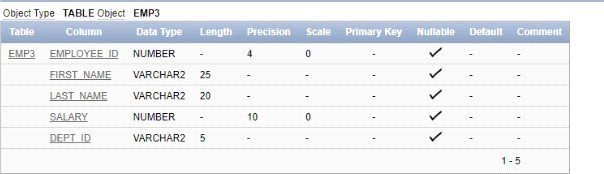 Object Type TABLE Object EMP3
Table Column Data Type Length Precision Scale Primary Key Nullable Default Comment
EMP3 EMPLOYEE_ID NUMBER - 4 0 - ✓ - -
FIRST_NAME VARCHAR2 25 - - - ✓ - -
LAST_NAME VARCHAR2 20 - - - ✓ - -
SALARY NUMBER - 10 0 - ✓ - -
DEPT_ID VARCHAR2 5 - - - ✓ - -
1 - 5